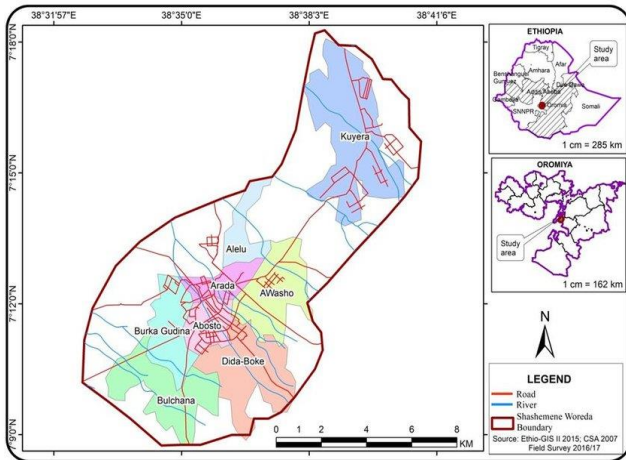 38°31'57"E 38°35'0"E 38°38'3"E 38°41'6"E
7°18'0"N
7°15'0"N
7°12'0"N
7°9'0"N
Kuyera
Alelu
Arada
AWasho
Abosto
Burka Gudina
Dida-Boke
Bulchana
0 1 2 4 6 8
KM
ETHIOPIA
Study
area
Tigray
Afar
Amhara
Benshangul
Gumuez
Addis Ababa
Dire Dawa
Gambella
Oromia
Somali
SNNPR
1 cm = 285 km
OROMIYA
Study
area
1 cm = 162 km
N
LEGEND
Road
River
Shashemene Woreda
Boundary
Source: Ethio-GIS II 2015; CSA 2007
Field Survey 2016/17